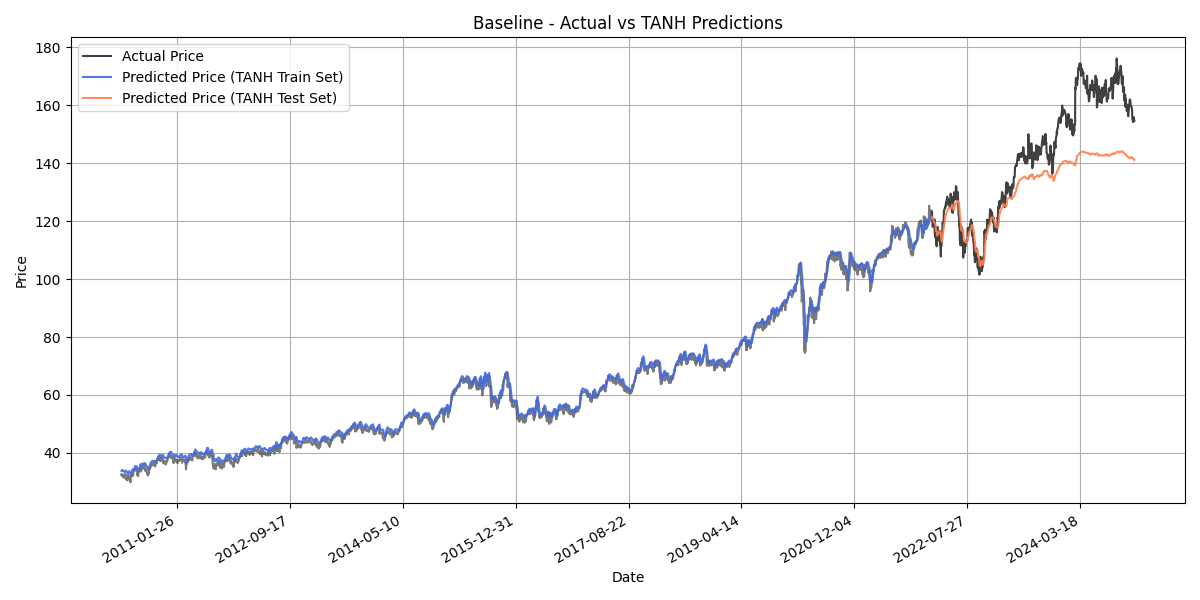 Baseline - Actual vs TANH Predictions
Actual Price
Predicted Price (TANH Train Set)
Predicted Price (TANH Test Set)
Price
180
160
140
120
100
80
60
40
2011-01-26
2012-09-17
2014-05-10
2015-12-31
2017-08-22
2019-04-14
2020-12-04
2022-07-27
2024-03-18
Date